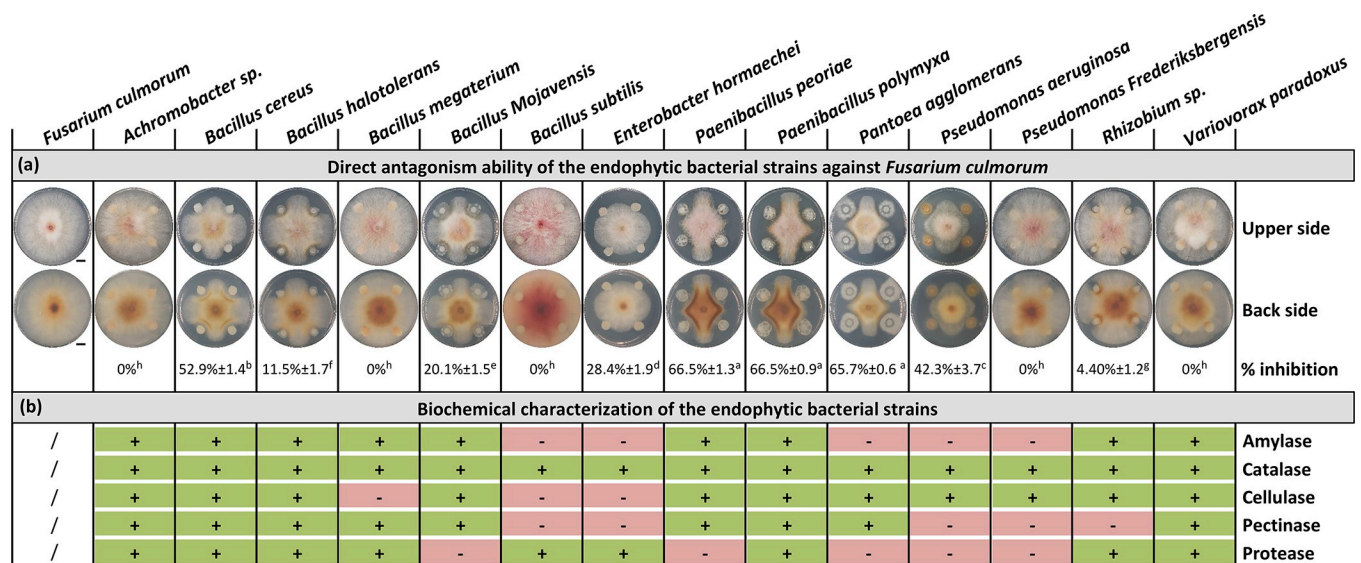 Fusarium culmorum
Achromobacter sp.
Bacillus cereus
Bacillus halotolerans
Bacillus megaterium
Bacillus Mojavensis
Bacillus subtilis
Enterobacter hormaechei
Paenibacillus peoriae
Paenibacillus polymyxa
Pantoea agglomerans
Pseudomonas aeruginosa
Pseudomonas Frederiksbergensis
Rhizobium sp.
Variovorax paradoxus
(a) Direct antagonism ability of the endophytic bacterial strains against Fusarium culmorum
Upper side
Back side
0%ʰ 52.9%±1.4ᵇ 11.5%±1.7ᶠ 0%ʰ 20.1%±1.5ᵉ 0%ʰ 28.4%±1.9ᵈ 66.5%±1.3ᵃ 66.5%±0.9ᵃ 65.7%±0.6 ᵃ 42.3%±3.7ᶜ 0%ʰ 4.40%±1.2ᵍ 0%ʰ % inhibition
(b) Biochemical characterization of the endophytic bacterial strains
/ + + + + + - - + + - - - + + Amylase
/ + + + + + + + + + + + + + + Catalase
/ + + + - + - - + + + + + + + Cellulase
/ + + + + + - - + + + - - - + Pectinase
/ + + + + - + + - + - - - + + Protease